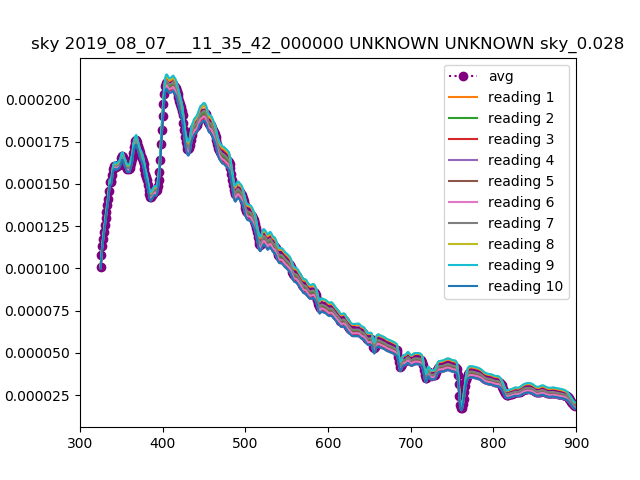 sky 2019_08_07___11_35_42_000000 UNKNOWN UNKNOWN sky_0.028
avg
reading 1
reading 2
reading 3
reading 4
reading 5
reading 6
reading 7
reading 8
reading 9
reading 10
0.000200
0.000175
0.000150
0.000125
0.000100
0.000075
0.000050
0.000025
300 400 500 600 700 800 900